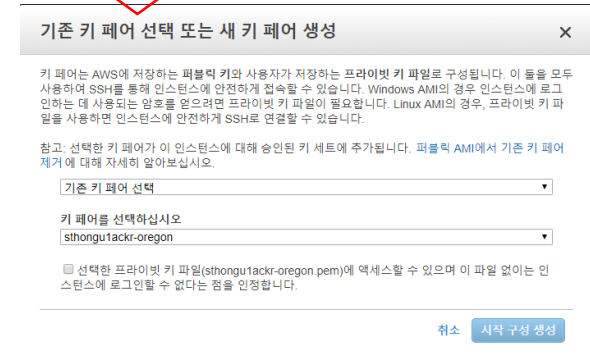 기존 키 페어 선택 또는 새 키 페어 생성
×
키 페어는 AWS에 저장하는 퍼블릭 키와 사용자가 저장하는 프라이빗 키 파일로 구성됩니다. 이 둘을 모두
사용하여 SSH를 통해 인스턴스에 안전하게 접속할 수 있습니다. Windows AMI의 경우 인스턴스에 로그
인하는 데 사용되는 암호를 얻으려면 프라이빗 키 파일이 필요합니다. Linux AMI의 경우, 프라이빗 키 파
일을 사용하면 인스턴스에 안전하게 SSH로 연결할 수 있습니다.
참고: 선택한 키 페어가 이 인스턴스에 대해 승인된 키 세트에 추가됩니다. 퍼블릭 AMI에서 기존 키 페어
제거 에 대해 자세히 알아보십시오.
기존 키 페어 선택
키 페어를 선택하십시오
sthongu1ackr-oregon
선택한 프라이빗 키 파일(sthongu1ackr-oregon.pem)에 액세스할 수 있으며 이 파일 없이는 인
스턴스에 로그인할 수 없다는 점을 인정합니다.
취소 시작 구성 생성